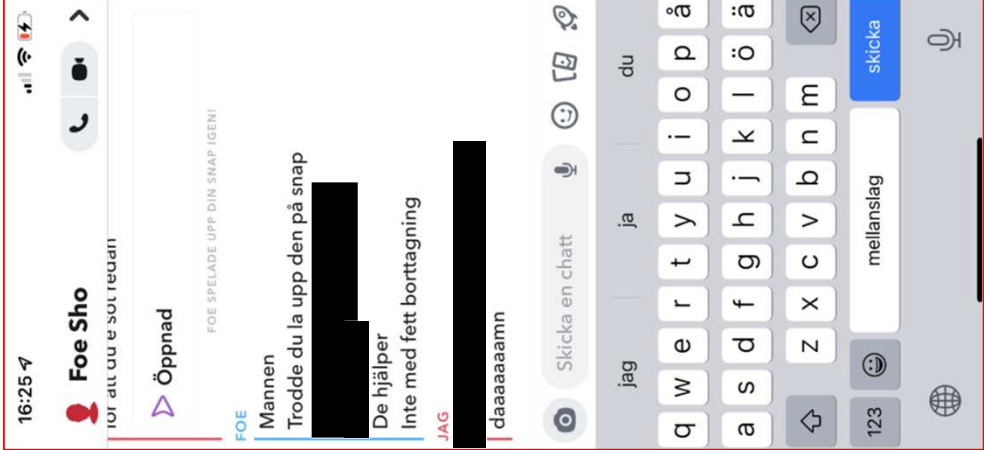 16:25
Foe Sho
för att du e söt redan
Öppnad
FOE SPELADE UPP DIN SNAP IGEN!
FOE
Mannen
Trodde du la upp den på snap
De hjälper
Inte med fett borttagning
JAG
daaaaaaamn
Skicka en chatt
jag ja du
q w e r t y u i o p å
a s d f g h j k l ö ä
z x c v b n m
123 mellanslag skicka